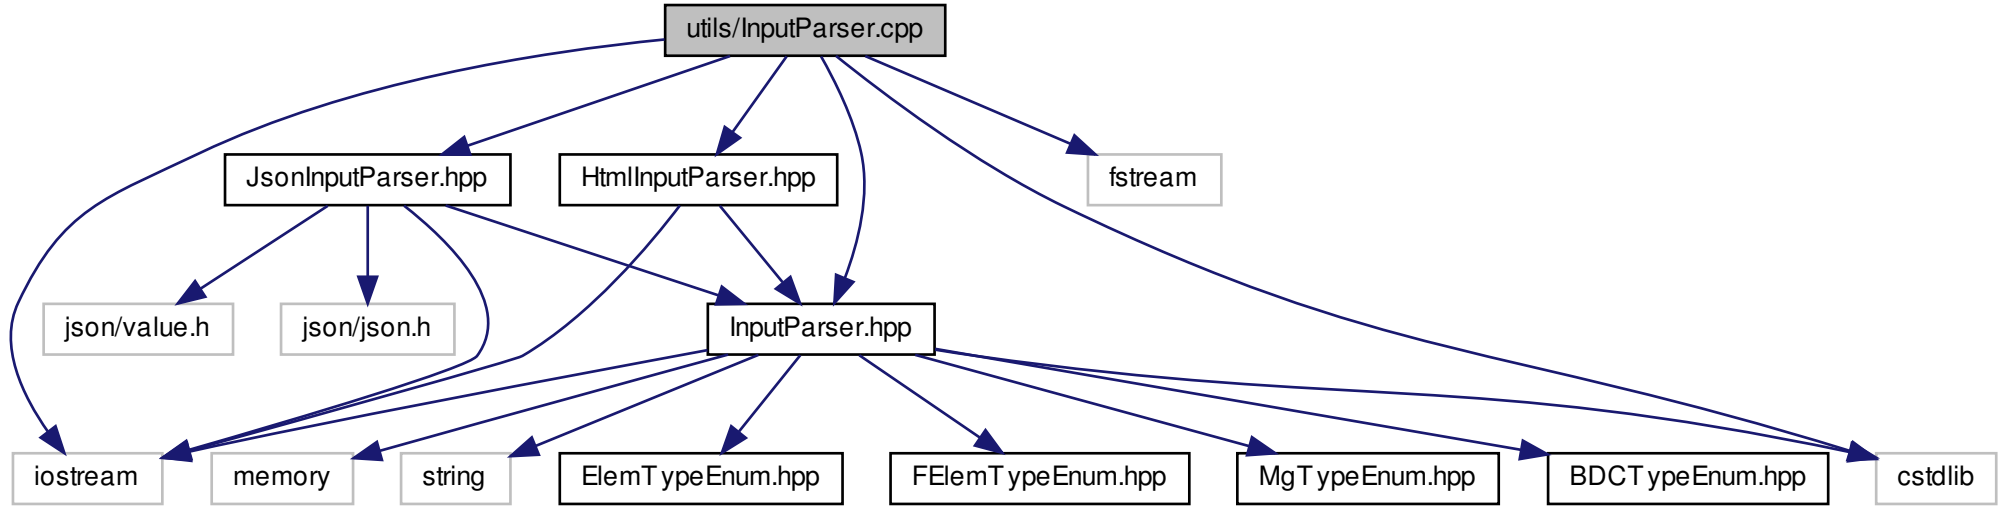 utils/InputParser.cpp
JsonInputParser.hpp
HtmlInputParser.hpp
fstream
json/value.h
json/json.h
InputParser.hpp
iostream
memory
string
ElemTypeEnum.hpp
FElemTypeEnum.hpp
MgTypeEnum.hpp
BDCTypeEnum.hpp
cstdlib